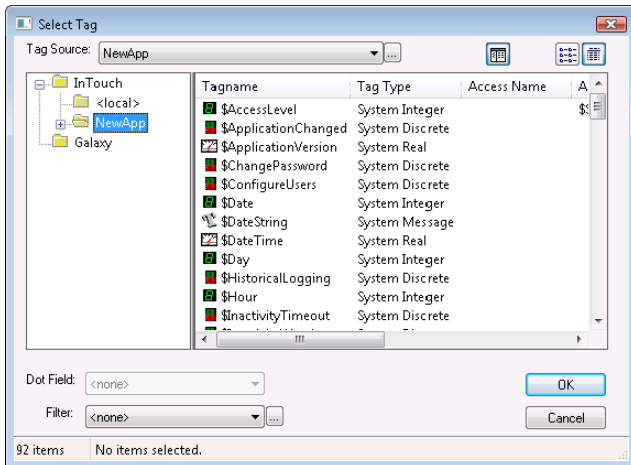 Select Tag
Tag Source: NewApp ...
InTouch
<local>
NewApp
Galaxy
Tagname Tag Type Access Name A
$AccessLevel System Integer $S
$ApplicationChanged System Discrete
$ApplicationVersion System Real
$ChangePassword System Discrete
$ConfigureUsers System Discrete
$Date System Integer
$DateString System Message
$DateTime System Real
$Day System Integer
$HistoricalLogging System Discrete
$Hour System Integer
$InactivityTimeout System Discrete
Dot Field: <none>
OK
Filter: <none> ...
Cancel
92 items No items selected.